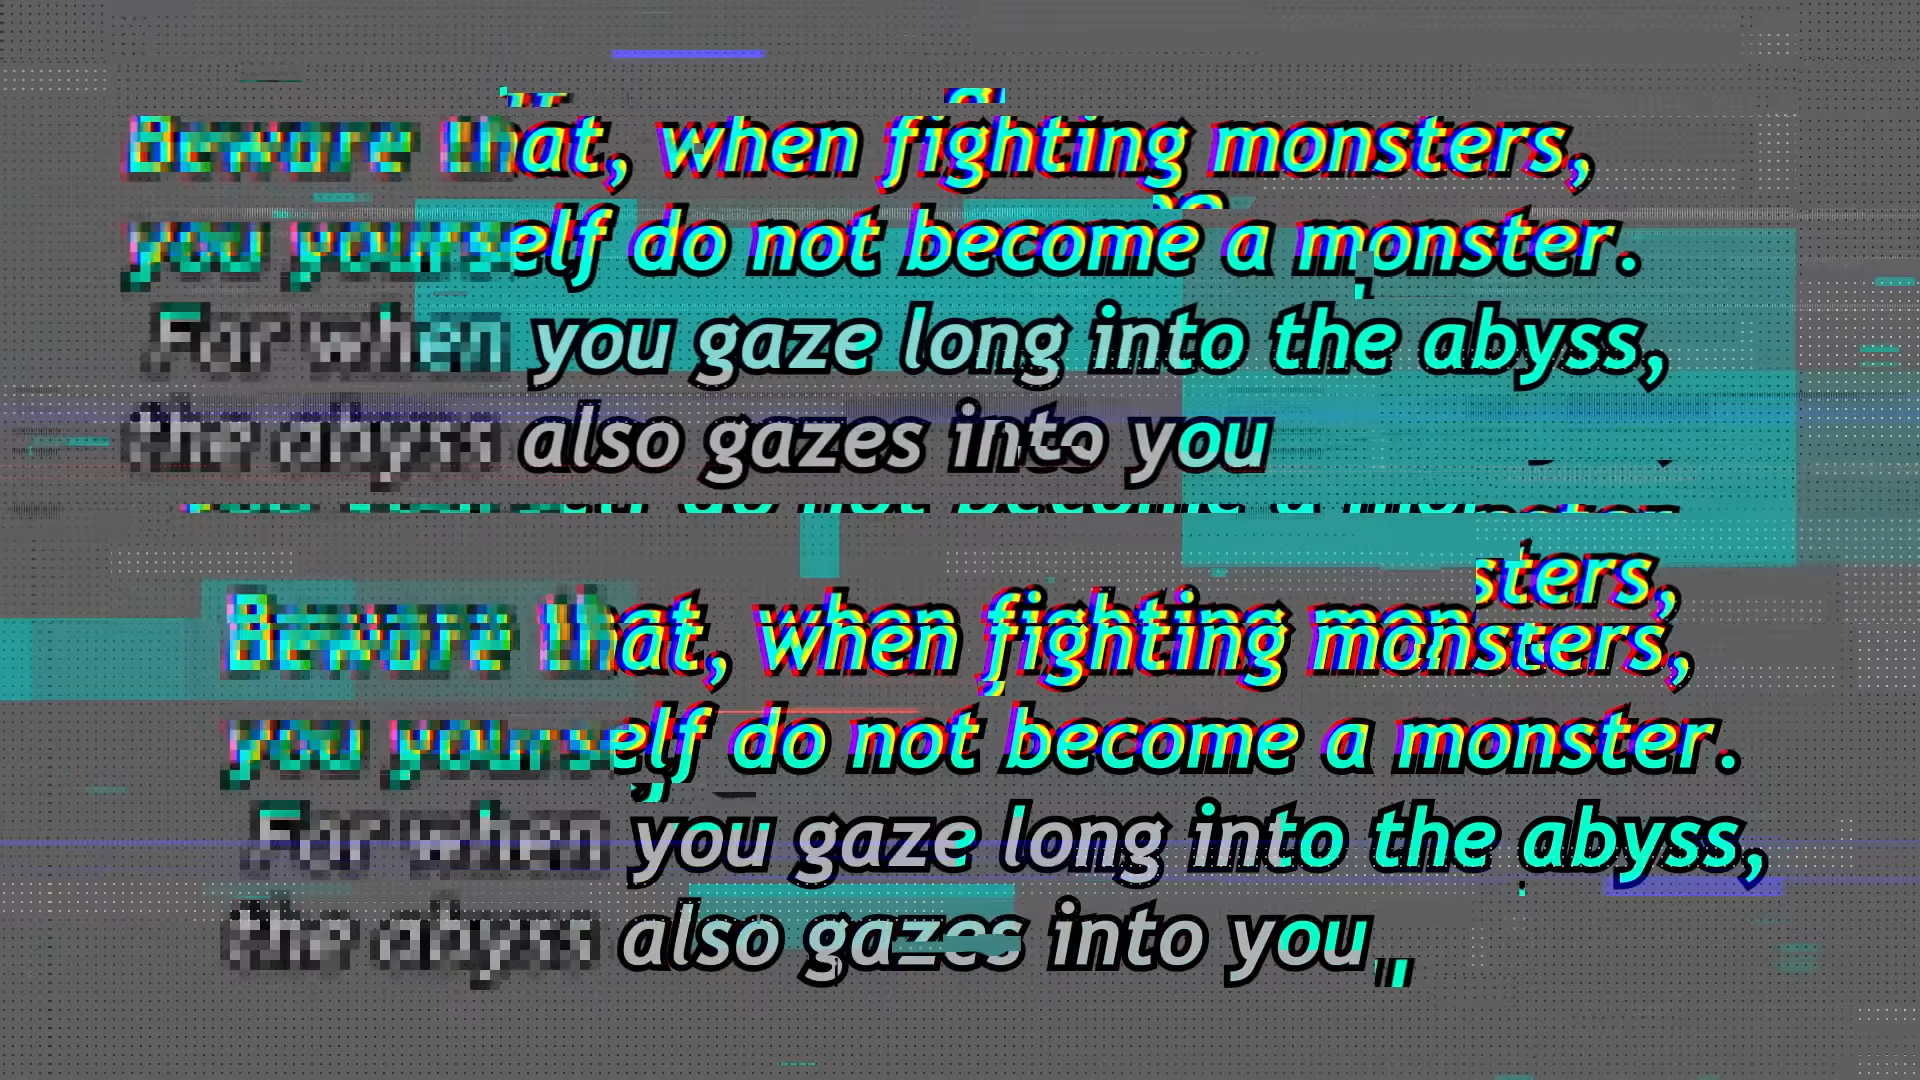 Beware that, when fighting monsters,
you yourself do not become a monster.
For when you gaze long into the abyss,
the abyss also gazes into you
Beware that, when fighting monsters,
you yourself do not become a monster.
For when you gaze long into the abyss,
the abyss also gazes into you